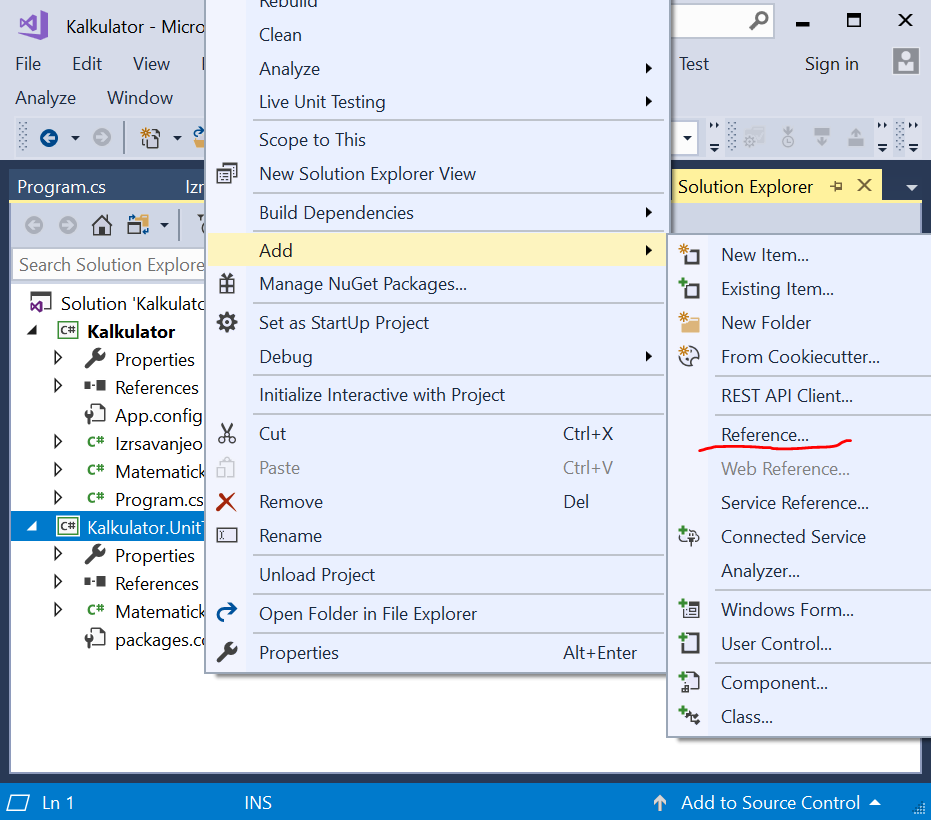 Rebuild
Kalkulator - Micro
Clean
File Edit View
Analyze
Test
Sign in
Analyze Window
Live Unit Testing
Scope to This
New Solution Explorer View
Program.cs
Izr
Solution Explorer
Build Dependencies
Add
Search Solution Explore
Manage NuGet Packages...
Solution 'Kalkulato
Set as StartUp Project
Kalkulator
Properties
Debug
References
Initialize Interactive with Project
App.config
Izrsavanjeo
Cut Ctrl+X
Matematick
Paste Ctrl+V
Program.cs
Remove Del
Kalkulator.UnitT
Rename
Properties
Unload Project
References
Matematick
Open Folder in File Explorer
packages.co
Properties Alt+Enter
New Item...
Existing Item...
New Folder
From Cookiecutter...
REST API Client...
Reference...
Web Reference...
Service Reference...
Connected Service
Analyzer...
Windows Form...
User Control...
Component...
Class...
Ln 1
INS
Add to Source Control